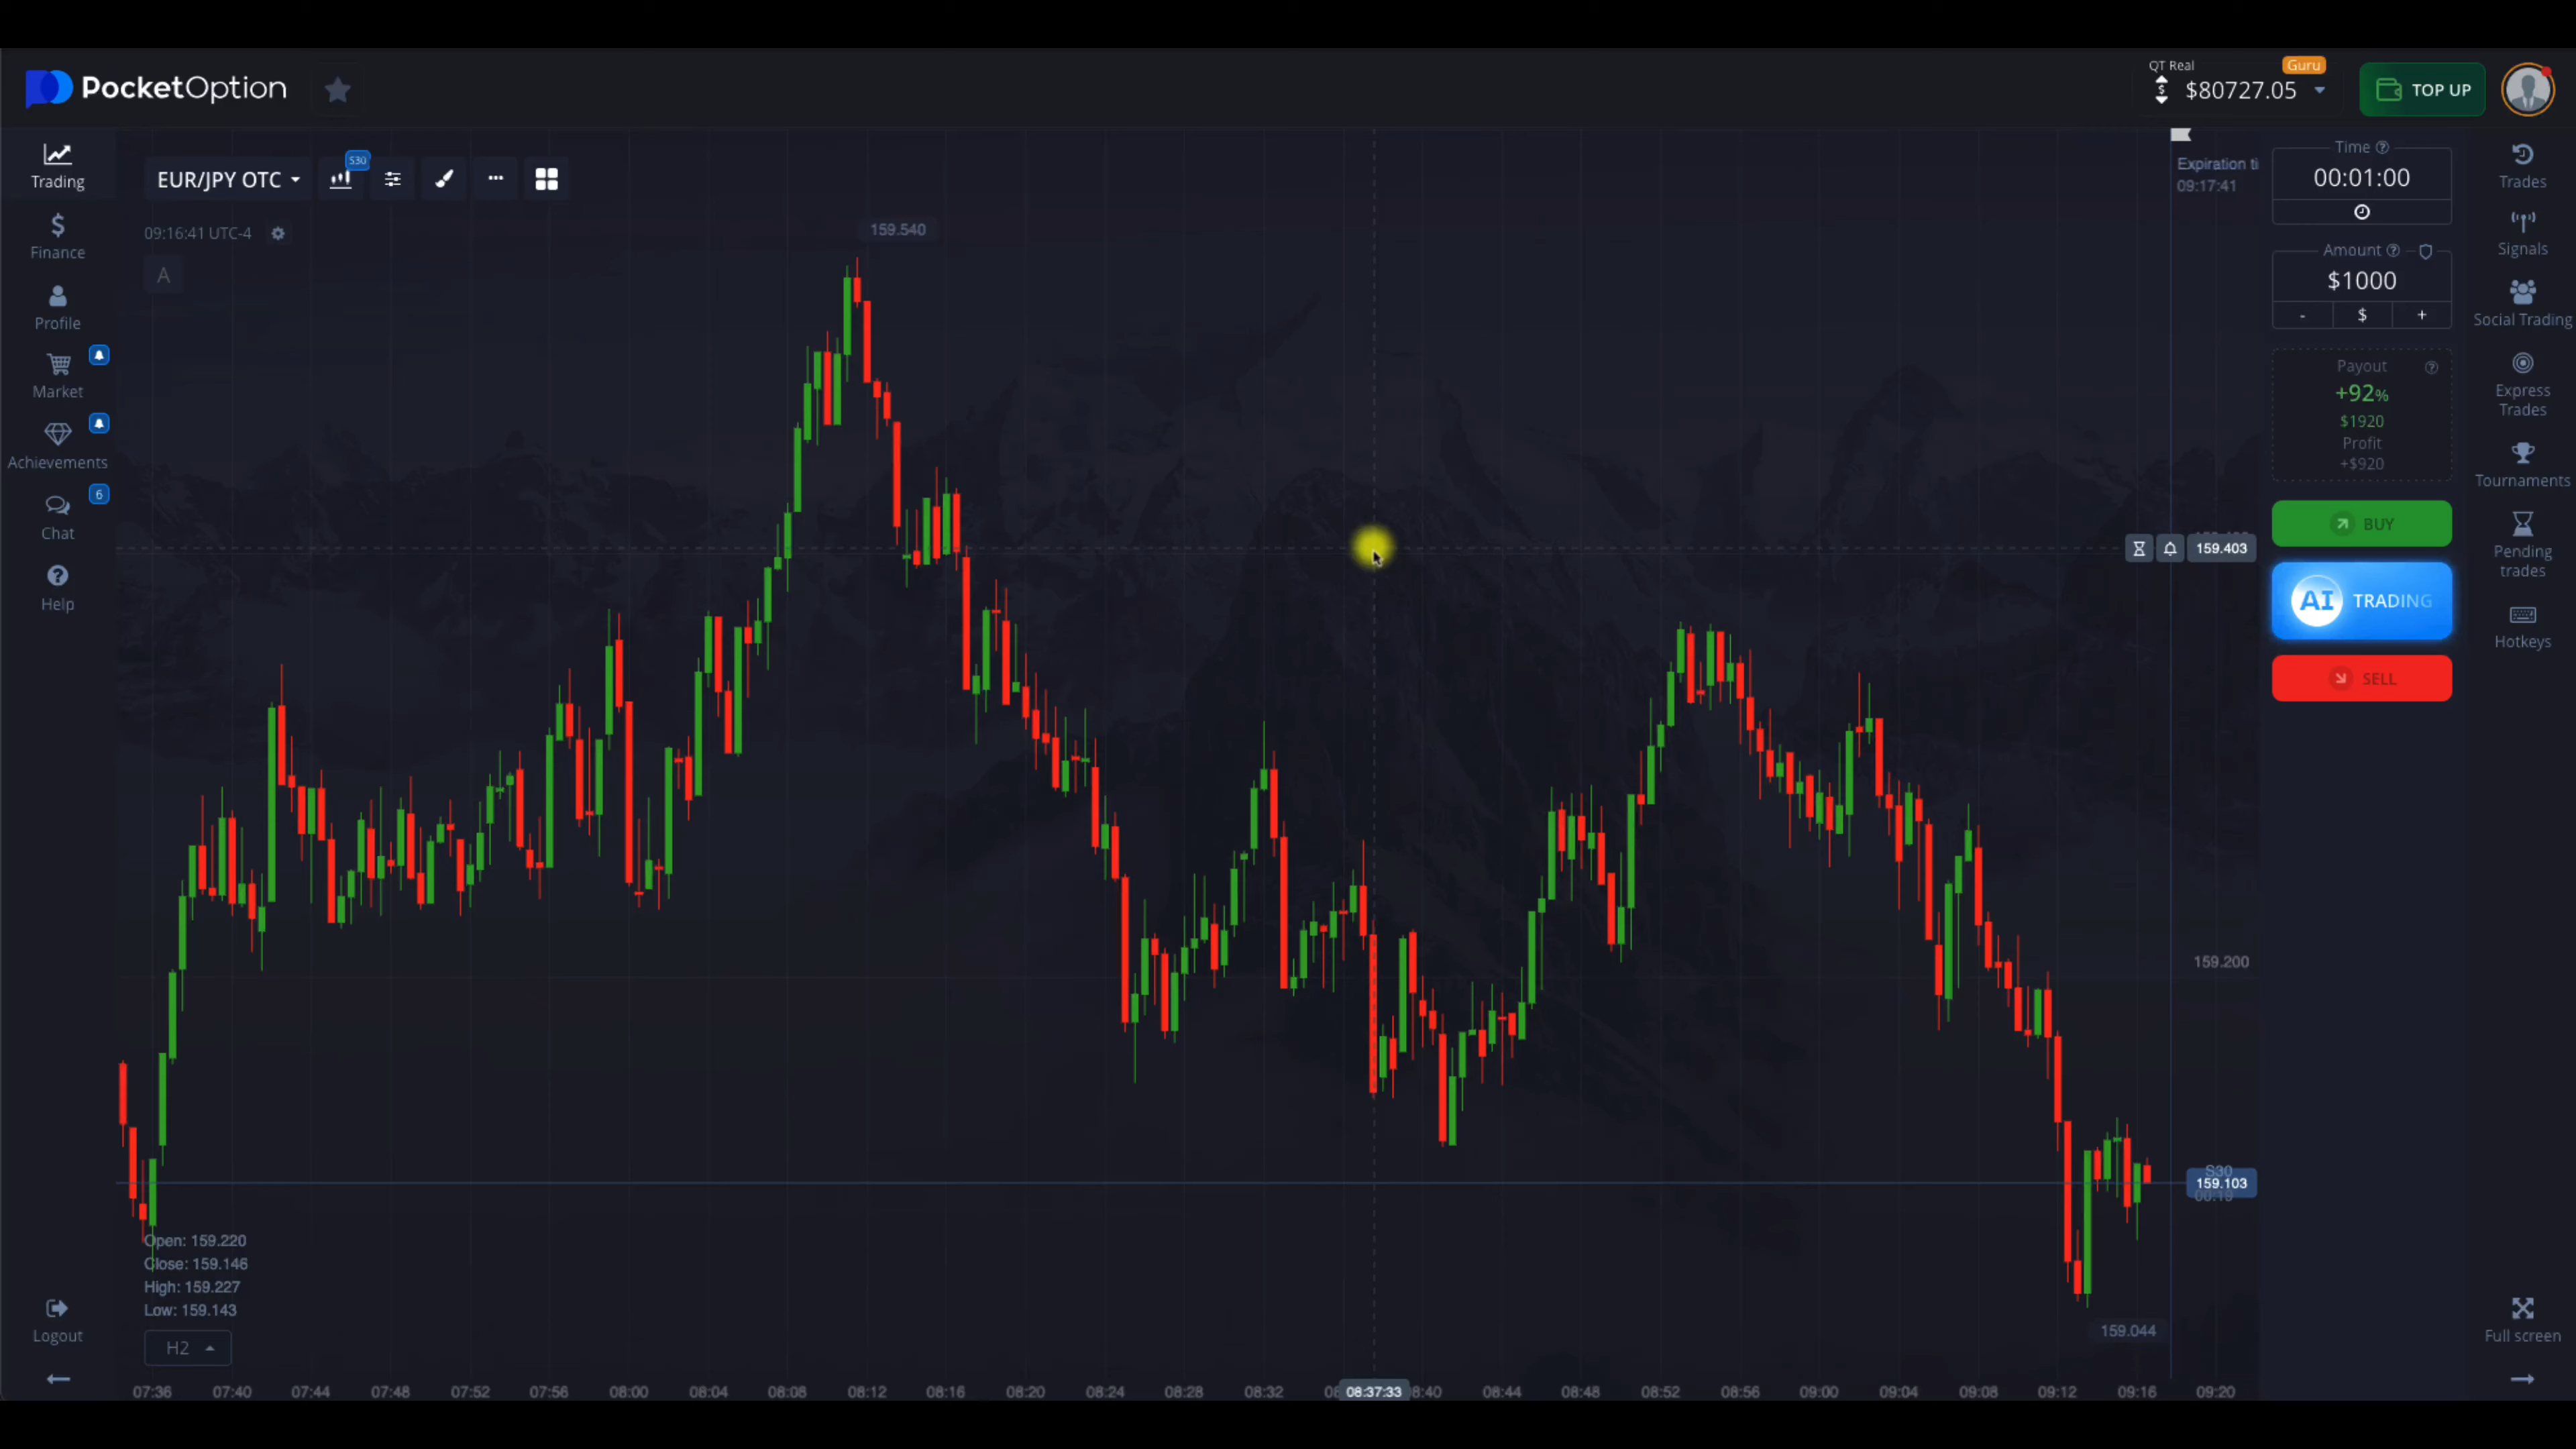 PocketOption
QT Real
Guru
$80727.05
TOP UP
Trading
Finance
Profile
Market
Achievements
Chat
6
Help
Logout
EUR/JPY OTC
S30
09:16:41 UTC-4
A
159.540
Expiration ti
09:17:41
159.403
159.200
S30
159.103
00:19
159.044
Open: 159.220
Close: 159.146
High: 159.227
Low: 159.143
H2
07:36 07:40 07:44 07:48 07:52 07:56 08:00 08:04 08:08 08:12 08:16 08:20 08:24 08:28 08:32 08:37:33 8:40 08:44 08:48 08:52 08:56 09:00 09:04 09:08 09:12 09:16 09:20
Time
00:01:00
Amount
$1000
- $ +
Payout
+92%
$1920
Profit
+$920
BUY
AI TRADING
SELL
Trades
Signals
Social Trading
Express
Trades
Tournaments
Pending
trades
Hotkeys
Full screen